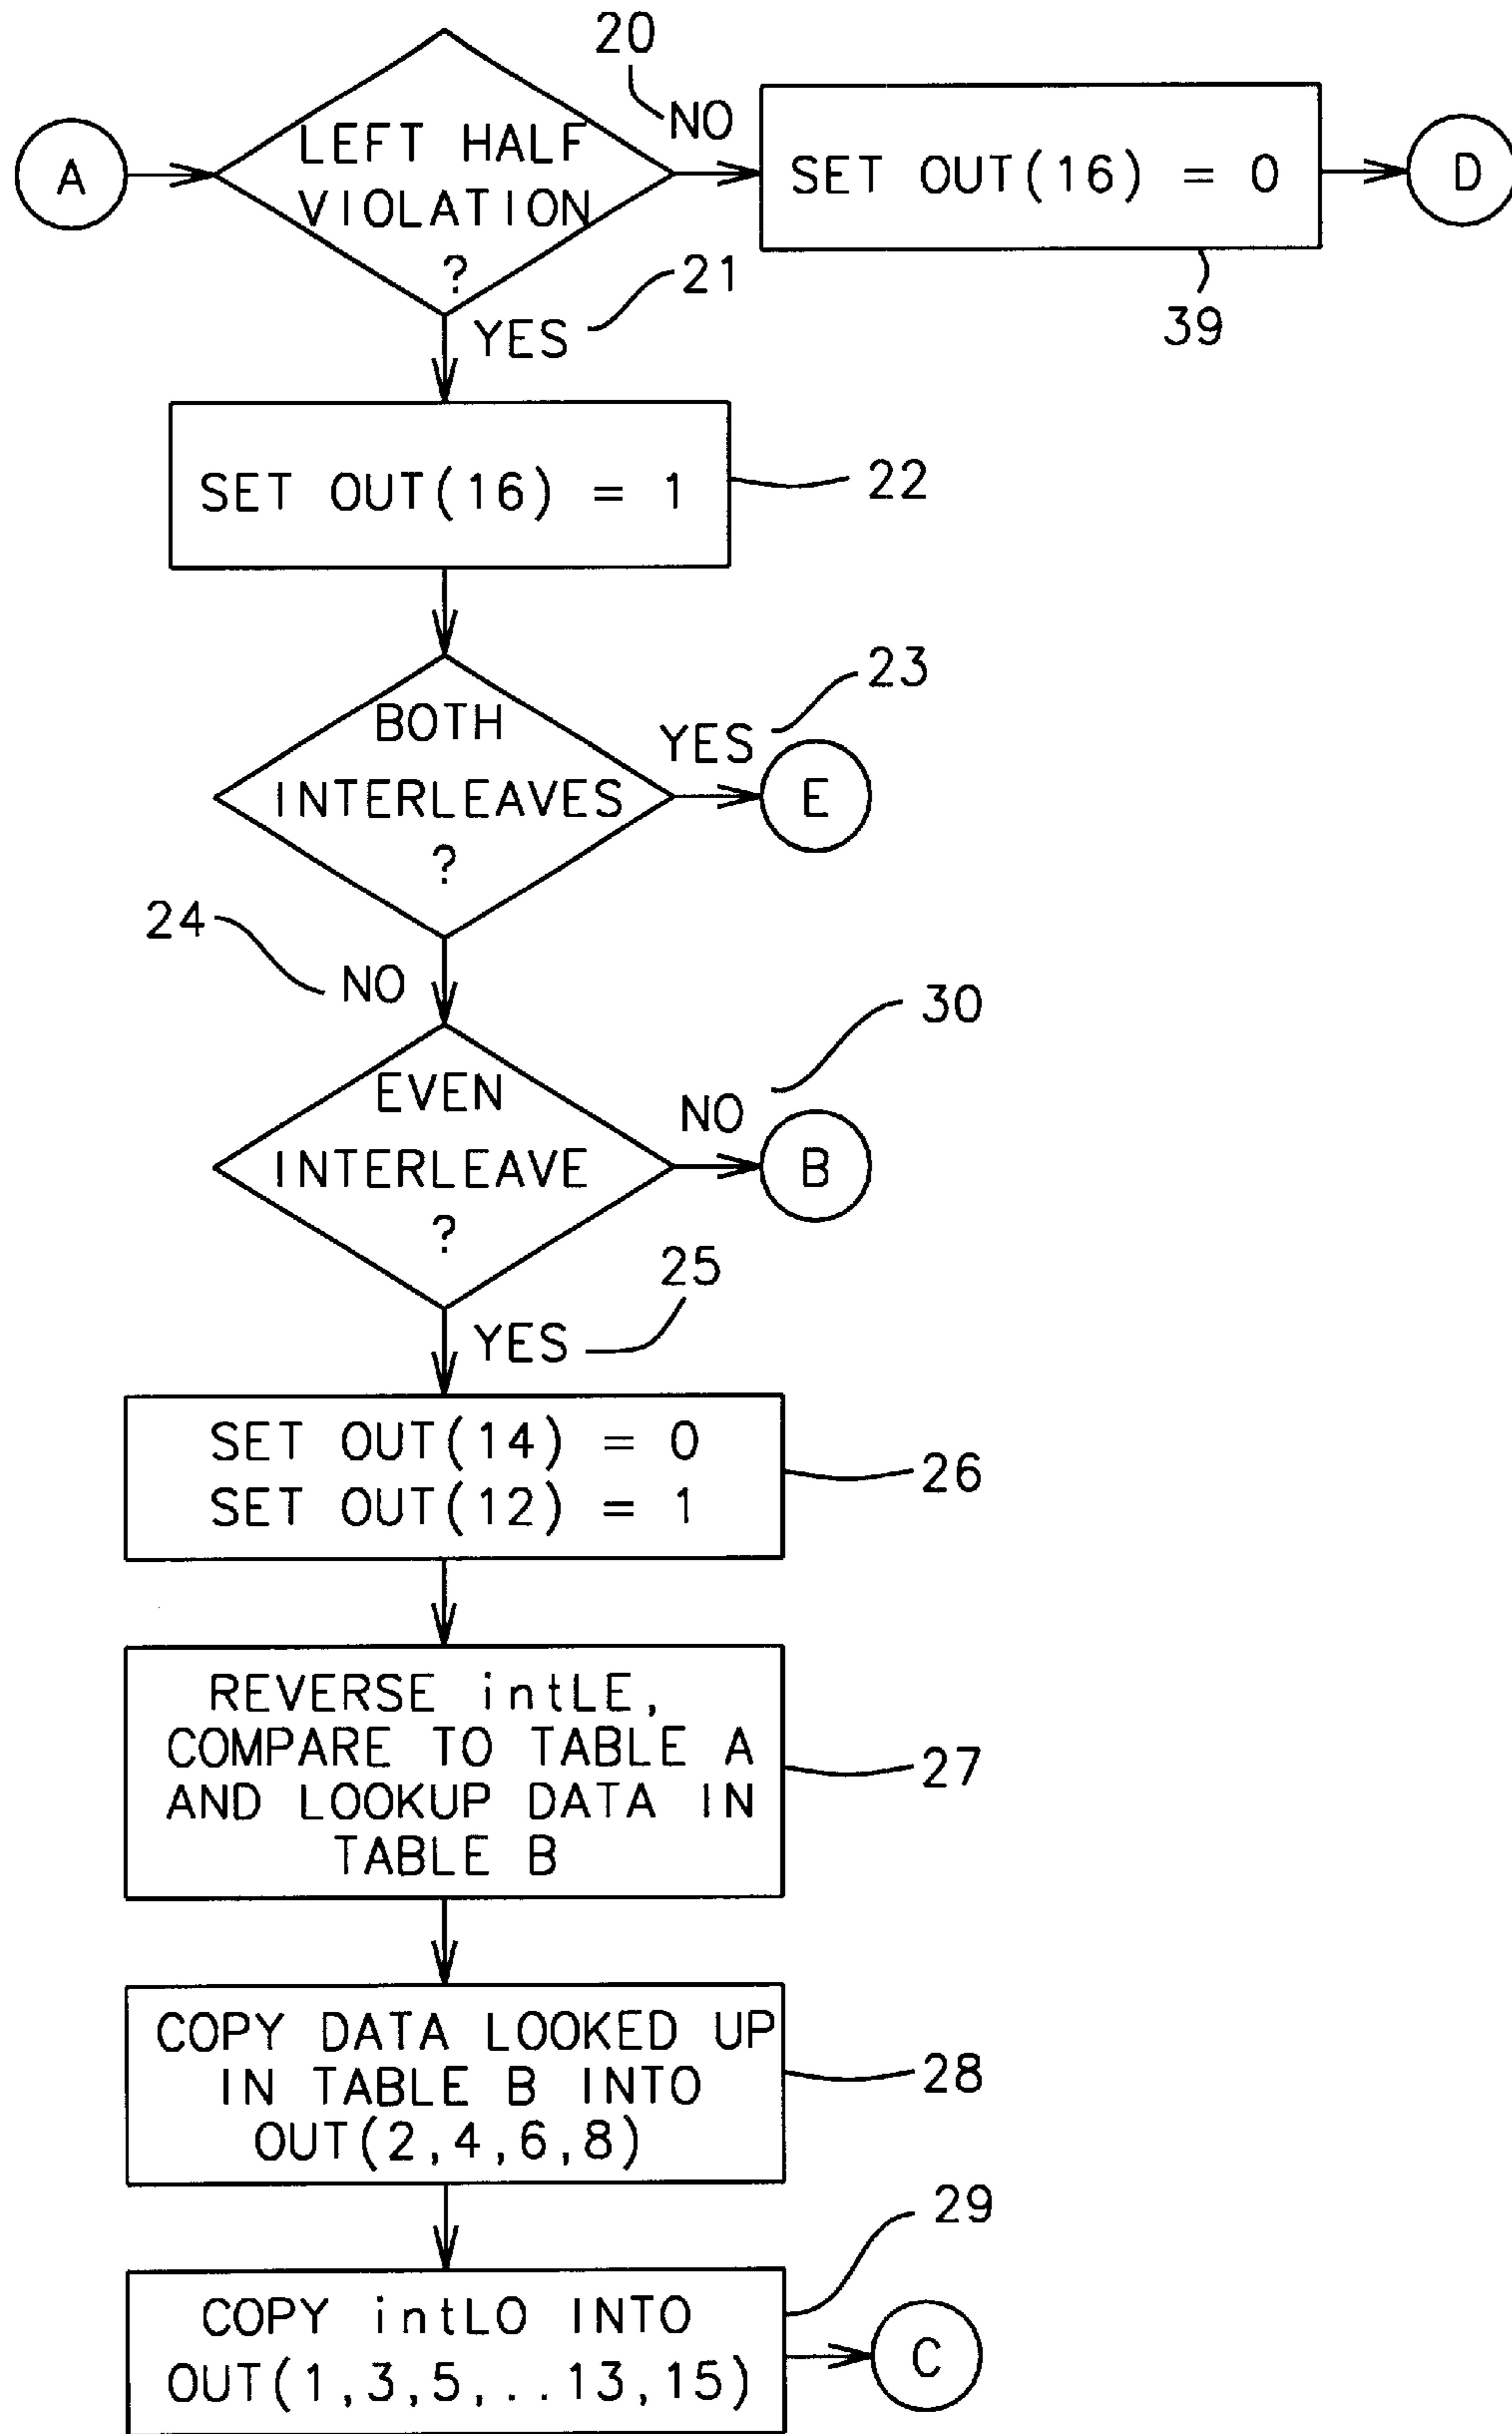 20
NO
A
LEFT HALF
VIOLATION
?
SET OUT(16) = 0
D
21
YES
39
SET OUT(16) = 1
22
23
BOTH
INTERLEAVES
?
YES
E
24
NO
30
EVEN
INTERLEAVE
?
NO
B
25
YES
SET OUT(14) = 0
SET OUT(12) = 1
26
REVERSE intLE,
COMPARE TO TABLE A
AND LOOKUP DATA IN
TABLE B
27
COPY DATA LOOKED UP
IN TABLE B INTO
OUT(2,4,6,8)
28
29
COPY intLO INTO
OUT(1,3,5,..13,15)
C